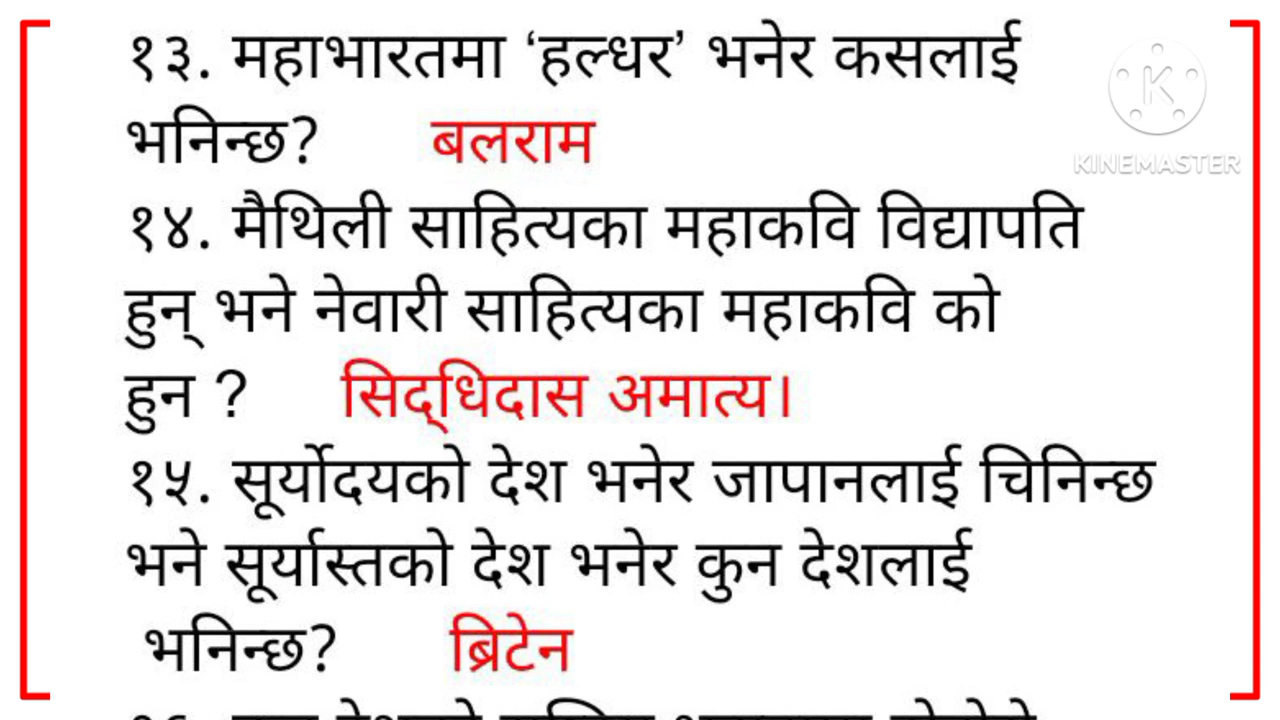 १३. महाभारतमा ‘हल्धर’ भनेर कसलाई
भनिन्छ? बलराम
KINEMASTER
१४. मैथिली साहित्यका महाकवि विद्यापति
हुन् भने नेवारी साहित्यका महाकवि को
हुन ? सिद्‌धिदास अमात्य।
१५. सूर्योदयको देश भनेर जापानलाई चिनिन्छ
भने सूर्यास्तको देश भनेर कुन देशलाई
भनिन्छ? ब्रिटेन